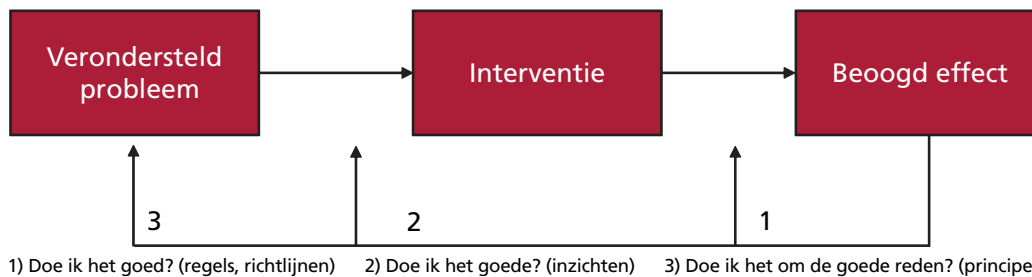 Verondersteld
probleem
Interventie
Beoogd effect
3
2
1
1) Doe ik het goed? (regels, richtlijnen) 2) Doe ik het goede? (inzichten) 3) Doe ik het om de goede reden? (principe